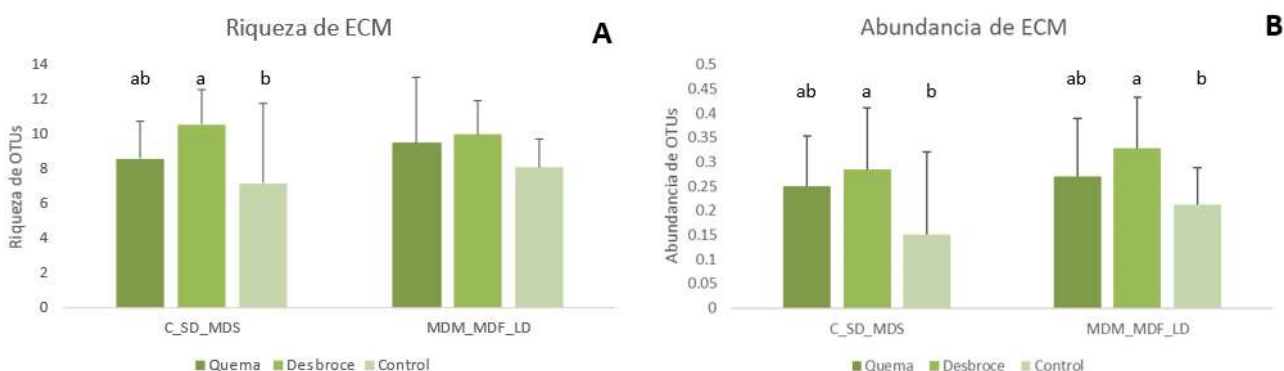 Riqueza de ECM
A
Riqueza de OTUs
14
12
10
8
6
4
2
0
ab
a
b
C_SD_MDS
MDM_MDF_LD
Quema Desbroce Control
Abundancia de ECM
B
Abundancia de OTUs
0.5
0.45
0.4
0.35
0.3
0.25
0.2
0.15
0.1
0.05
0
ab
a
b
ab
a
b
C_SD_MDS
MDM_MDF_LD
Quema Desbroce Control